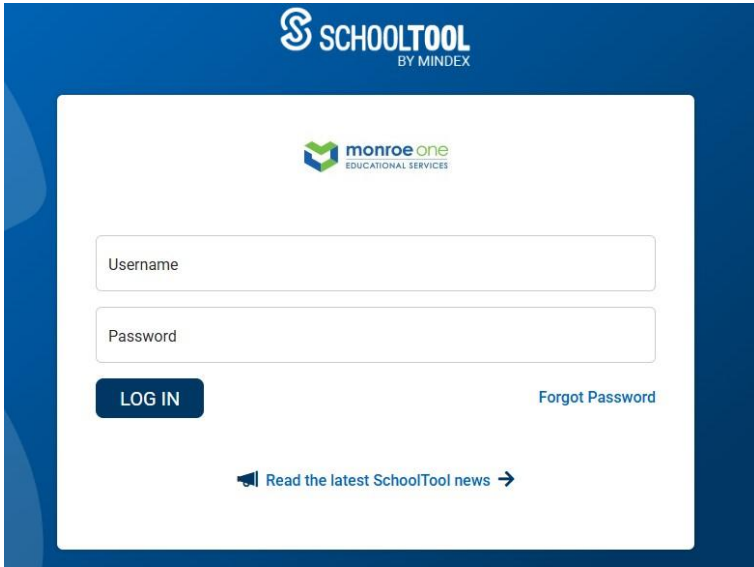 SCHOOLTOOL
BY MINDEX
monroe one
EDUCATIONAL SERVICES
Username
Password
LOG IN
Forgot Password
Read the latest SchoolTool news